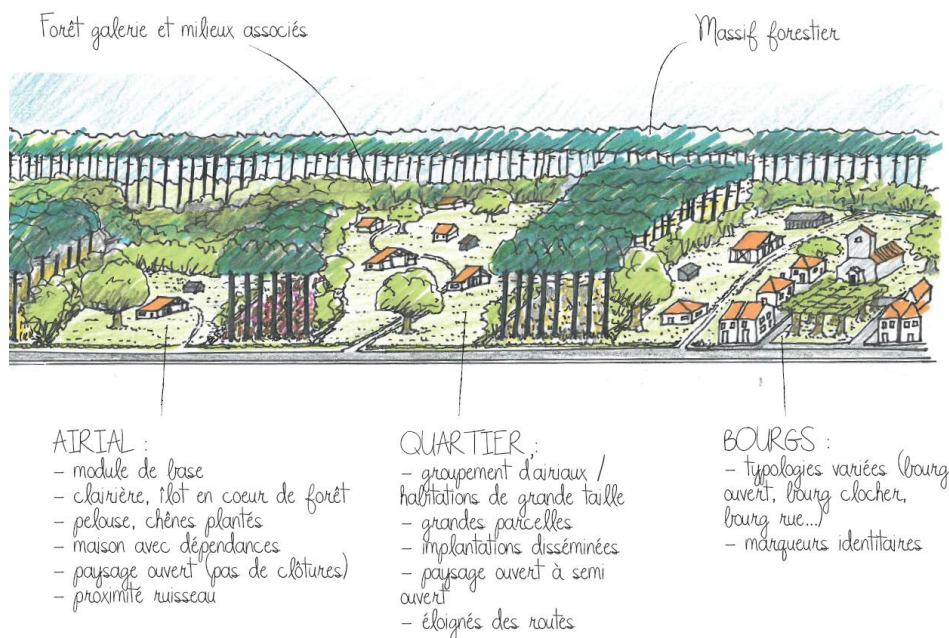 Forêt galerie et milieux associés
Massif forestier
AIRIAL :
- module de base
- clairière, îlot en coeur de forêt
- pelouse, chênes plantés
- maison avec dépendances
- paysage ouvert (pas de clôtures)
- proximité ruisseau
QUARTIER :
- groupement d'airiaux /
habitations de grande taille
- grandes parcelles
- implantations disséminées
- paysage ouvert à semi
ouvert
- éloignés des routes
BOURGS :
- typologies variées (bourg
ouvert, bourg clocher,
bourg rue...)
- marqueurs identitaires